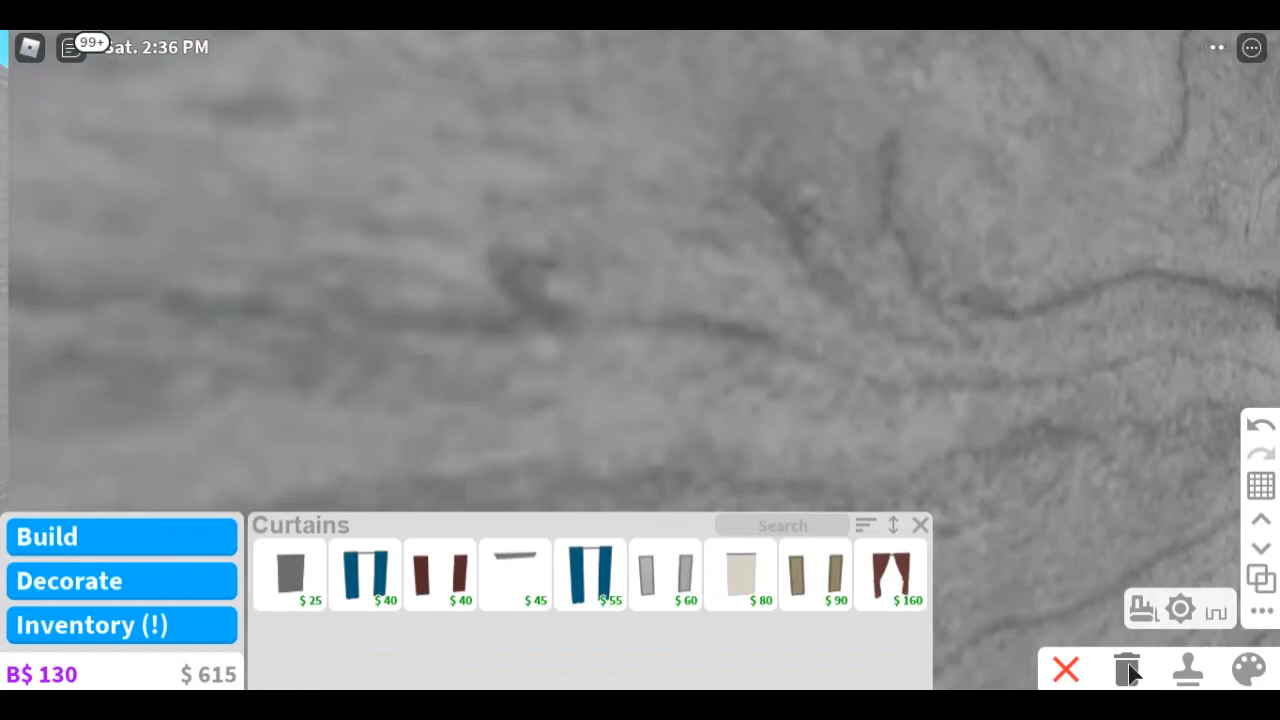 99+
Sat. 2:36 PM
Build
Decorate
Inventory (!)
B$ 130
$ 615
Curtains
Search
$ 25
$ 40
$ 40
$ 45
$ 55
$ 60
$ 80
$ 90
$ 160